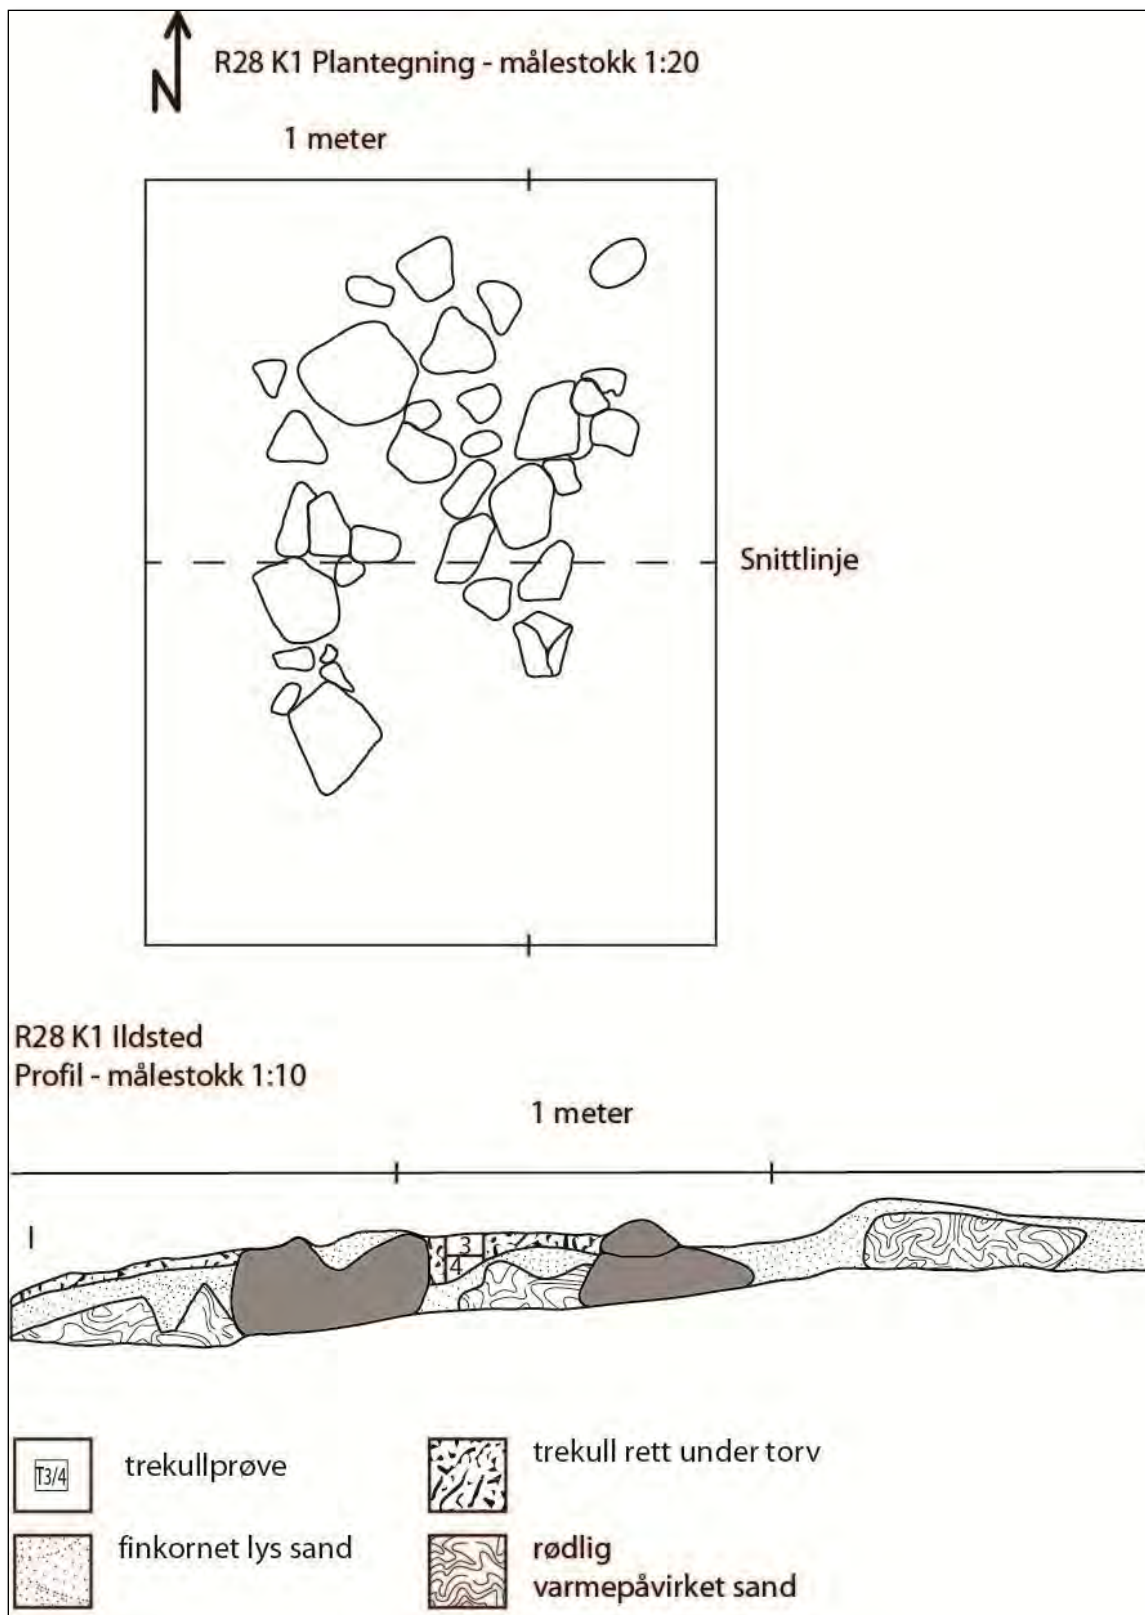 N
R28 K1 Plantegning - målestokk 1:20
1 meter
Snittlinje
R28 K1 Ildsted
Profil - målestokk 1:10
1 meter
3
4
T3/4
trekullprøve
trekull rett under torv
finkornet lys sand
rødlig
varmepåvirket sand